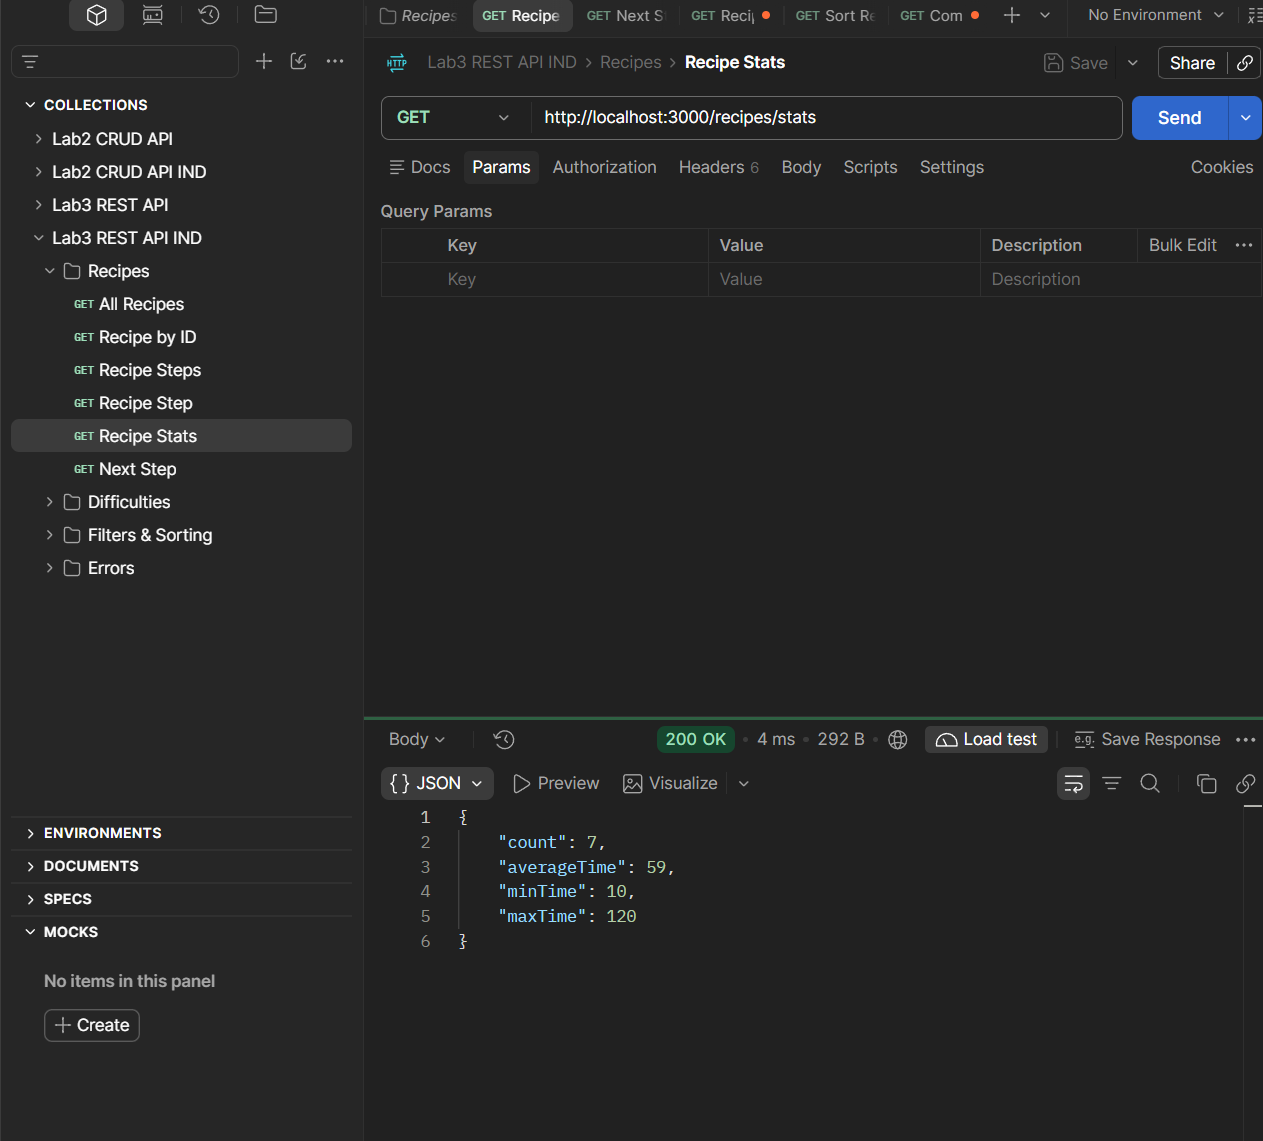 Recipes
GET Recipe
GET Next S
GET Reci
GET Sort Re
GET Com
No Environment
HTTP Lab3 REST API IND > Recipes > Recipe Stats
Save
Share
GET
http://localhost:3000/recipes/stats
Send
Docs
Params
Authorization
Headers 6
Body
Scripts
Settings
Cookies
Query Params
Key Value Description Bulk Edit
Key Value Description
COLLECTIONS
Lab2 CRUD API
Lab2 CRUD API IND
Lab3 REST API
Lab3 REST API IND
Recipes
GET All Recipes
GET Recipe by ID
GET Recipe Steps
GET Recipe Step
GET Recipe Stats
GET Next Step
Difficulties
Filters & Sorting
Errors
ENVIRONMENTS
DOCUMENTS
SPECS
MOCKS
No items in this panel
Create
Body
200 OK • 4 ms • 292 B
Load test
e.g. Save Response
{} JSON
Preview
Visualize
1 {
2 "count": 7,
3 "averageTime": 59,
4 "minTime": 10,
5 "maxTime": 120
6 }